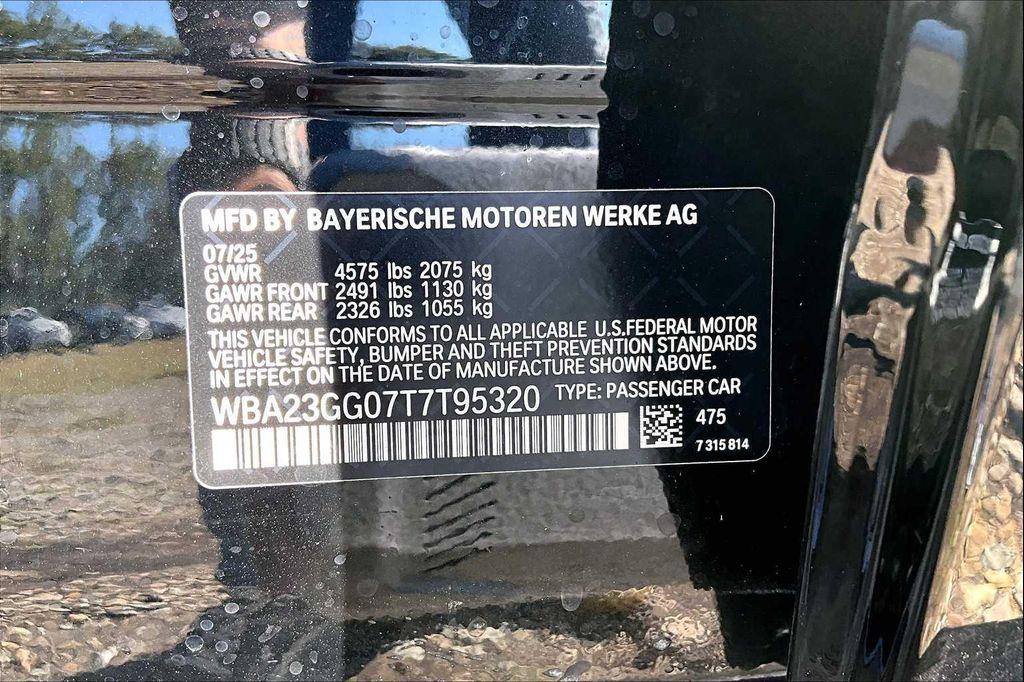 MFD BY BAYERISCHE MOTOREN WERKE AG
07/25
GVWR 4575 lbs 2075 kg
GAWR FRONT 2491 lbs 1130 kg
GAWR REAR 2326 lbs 1055 kg
THIS VEHICLE CONFORMS TO ALL APPLICABLE U.S.FEDERAL MOTOR
VEHICLE SAFETY, BUMPER AND THEFT PREVENTION STANDARDS
IN EFFECT ON THE DATE OF MANUFACTURE SHOWN ABOVE.
WBA23GG07T7T95320 TYPE: PASSENGER CAR
475
7 315 814